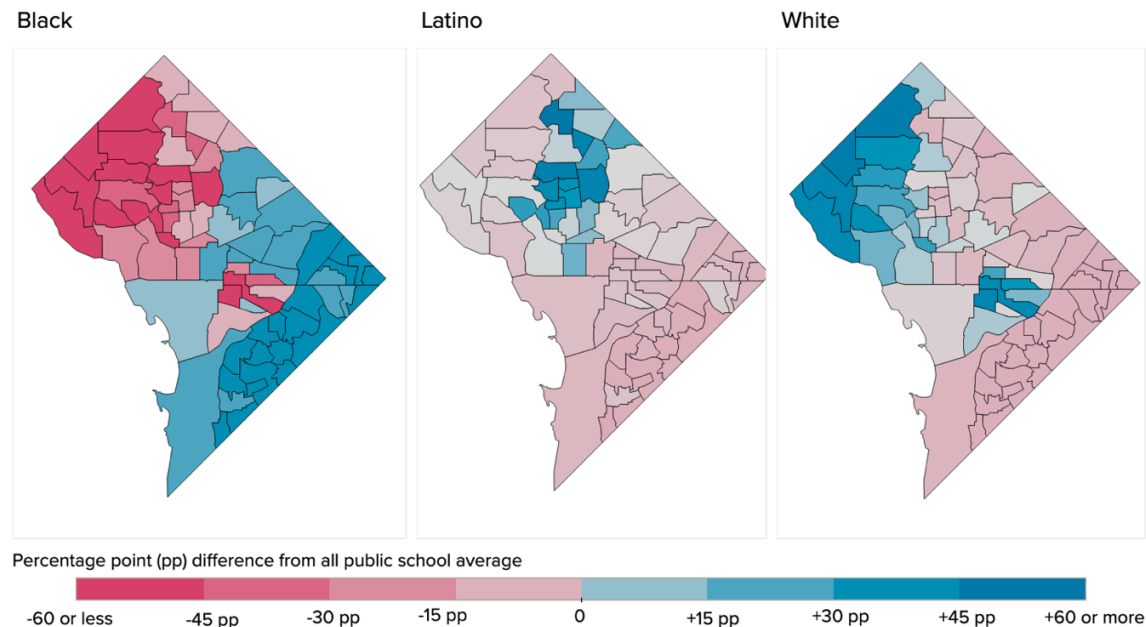 Black
Latino
White
Percentage point (pp) difference from all public school average
-60 or less
-45 pp
-30 pp
-15 pp
0
+15 pp
+30 pp
+45 pp
+60 or more